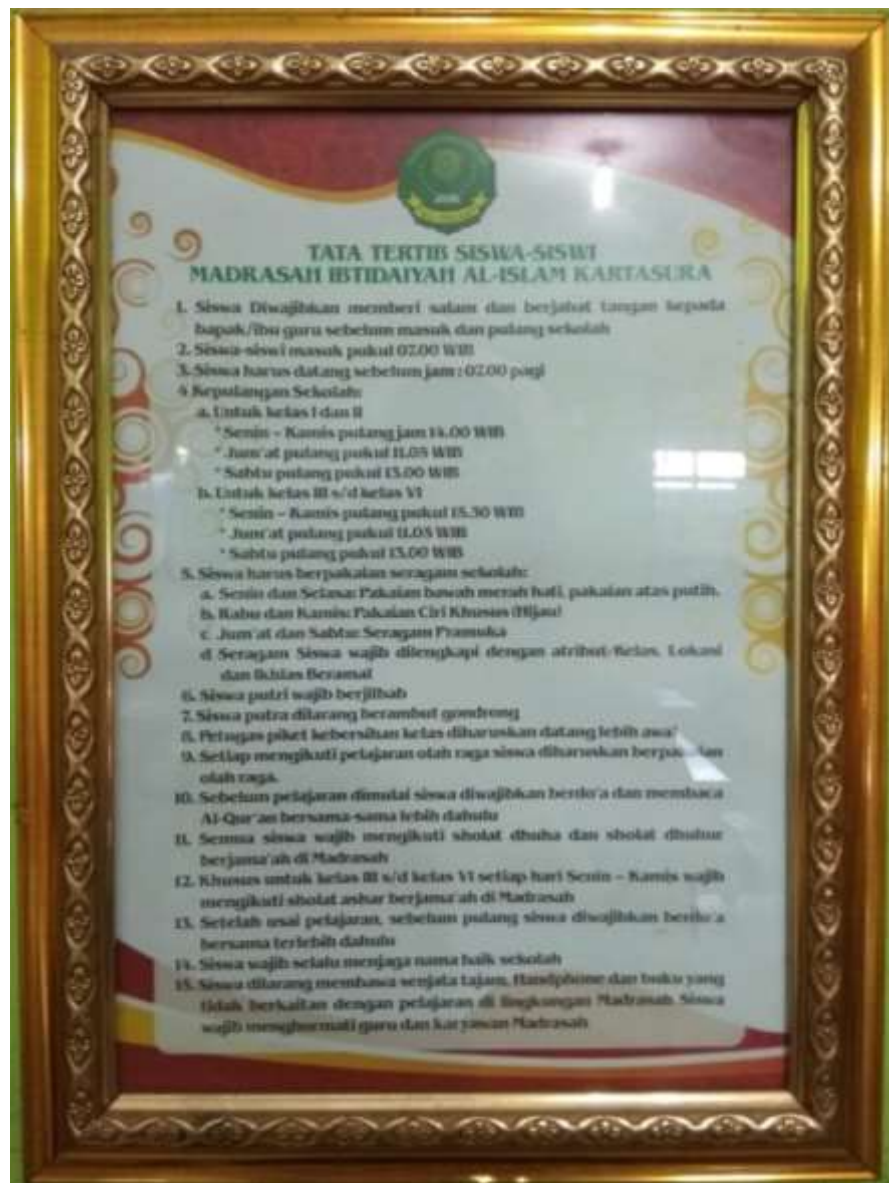 TATA TERTIB SISWA-SISWI
MADRASAH IBTIDAIYAH AL-ISLAM KARTASURA
1. Siswa Diwajibkan memberi salam dan berjabat tangan kepada
bapak/ibu guru sebelum masuk dan pulang sekolah
2. Siswa-siswi masuk pukul 07.00 WIB
3. Siswa harus datang sebelum jam : 07.00 pagi
4 Kepulangan Sekolah:
a. Untuk kelas I dan II
* Senin – Kamis pulang jam 14.00 WIB
* Jum'at pulang pukul 11.05 WIB
* Sabtu pulang pukul 13.00 WIB
b. Untuk kelas III s/d kelas VI
* Senin – Kamis pulang pukul 15.30 WIB
* Jum'at pulang pukul 11.05 WIB
* Sabtu pulang pukul 13.00 WIB
5. Siswa harus berpakaian seragam sekolah:
a. Senin dan Selasa: Pakaian bawah merah hati, pakaian atas putih.
b. Rabu dan Kamis: Pakaian Ciri Khusus (Hijau)
c. Jum'at dan Sabtu: Seragam Pramuka
d Seragam Siswa wajib dilengkapi dengan atribut-Kelas, Lokasi
dan Ikhlas Beramal
6. Siswa putri wajib berjilbab
7. Siswa putra dilarang berambut gondrong
8. Petugas piket kebersihan kelas diharuskan datang lebih awal
9. Setiap mengikuti pelajaran olah raga siswa diharuskan berpakaian
olah raga.
10. Sebelum pelajaran dimulai siswa diwajibkan berdo'a dan membaca
Al-Qur'an bersama-sama lebih dahulu
11. Semua siswa wajib mengikuti sholat dhuha dan sholat dhuhur
berjama'ah di Madrasah
12. Khusus untuk kelas III s/d kelas VI setiap hari Senin – Kamis wajib
mengikuti sholat ashar berjama'ah di Madrasah
13. Setelah usai pelajaran, sebelum pulang siswa diwajibkan berdo'a
bersama terlebih dahulu
14. Siswa wajib selalu menjaga nama baik sekolah
15. Siswa dilarang membawa senjata tajam, Handphone dan buku yang
tidak berkaitan dengan pelajaran di lingkungan Madrasah Siswa
wajib menghormati guru dan karyawan Madrasah